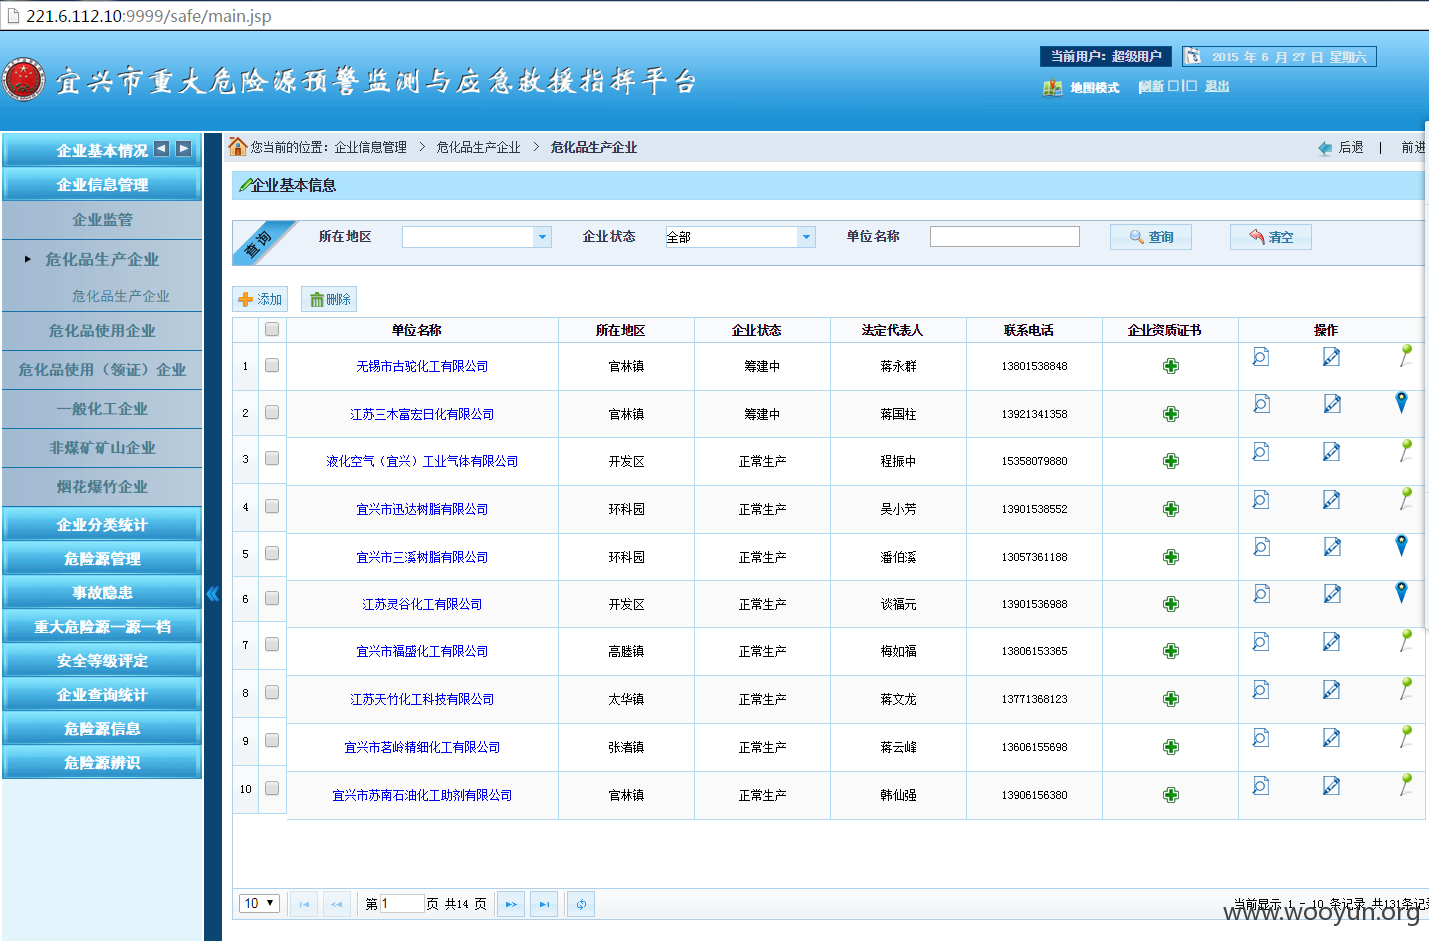 221.6.112.10:9999/safe/main.jsp
宜兴市重大危险源预警监测与应急救援指挥平台
当前用户：超级用户
2015 年 6 月 27 日 星期六
地图模式 刷新 退出
企业基本情况
企业信息管理
企业监管
危化品生产企业
危化品生产企业
危化品使用企业
危化品使用（领证）企业
一般化工企业
非煤矿矿山企业
烟花爆竹企业
企业分类统计
危险源管理
事故隐患
重大危险源一源一档
安全等级评定
企业查询统计
危险源信息
危险源辨识
您当前的位置：企业信息管理 > 危化品生产企业 > 危化品生产企业
后退 | 前进
企业基本信息
查询 所在地区 企业状态 全部 单位名称 查询 清空
添加 删除
单位名称 所在地区 企业状态 法定代表人 联系电话 企业资质证书 操作
1 无锡市古驼化工有限公司 官林镇 筹建中 蒋永群 13801538848
2 江苏三木富宏日化有限公司 官林镇 筹建中 蒋国柱 13921341358
3 液化空气（宜兴）工业气体有限公司 开发区 正常生产 程振中 15358079880
4 宜兴市迅达树脂有限公司 环科园 正常生产 吴小芳 13901538552
5 宜兴市三溪树脂有限公司 环科园 正常生产 潘伯溪 13057361188
6 江苏灵谷化工有限公司 开发区 正常生产 谈福元 13901536988
7 宜兴市福盛化工有限公司 高塍镇 正常生产 梅如福 13806153365
8 江苏天竹化工科技有限公司 太华镇 正常生产 蒋文龙 13771368123
9 宜兴市茗岭精细化工有限公司 张渚镇 正常生产 蒋云峰 13606155698
10 宜兴市苏南石油化工助剂有限公司 官林镇 正常生产 韩仙强 13906156380
10 第 1 页 共14 页
当前显示 1 - 10 条记录 共131条记录
www.wooyun.org